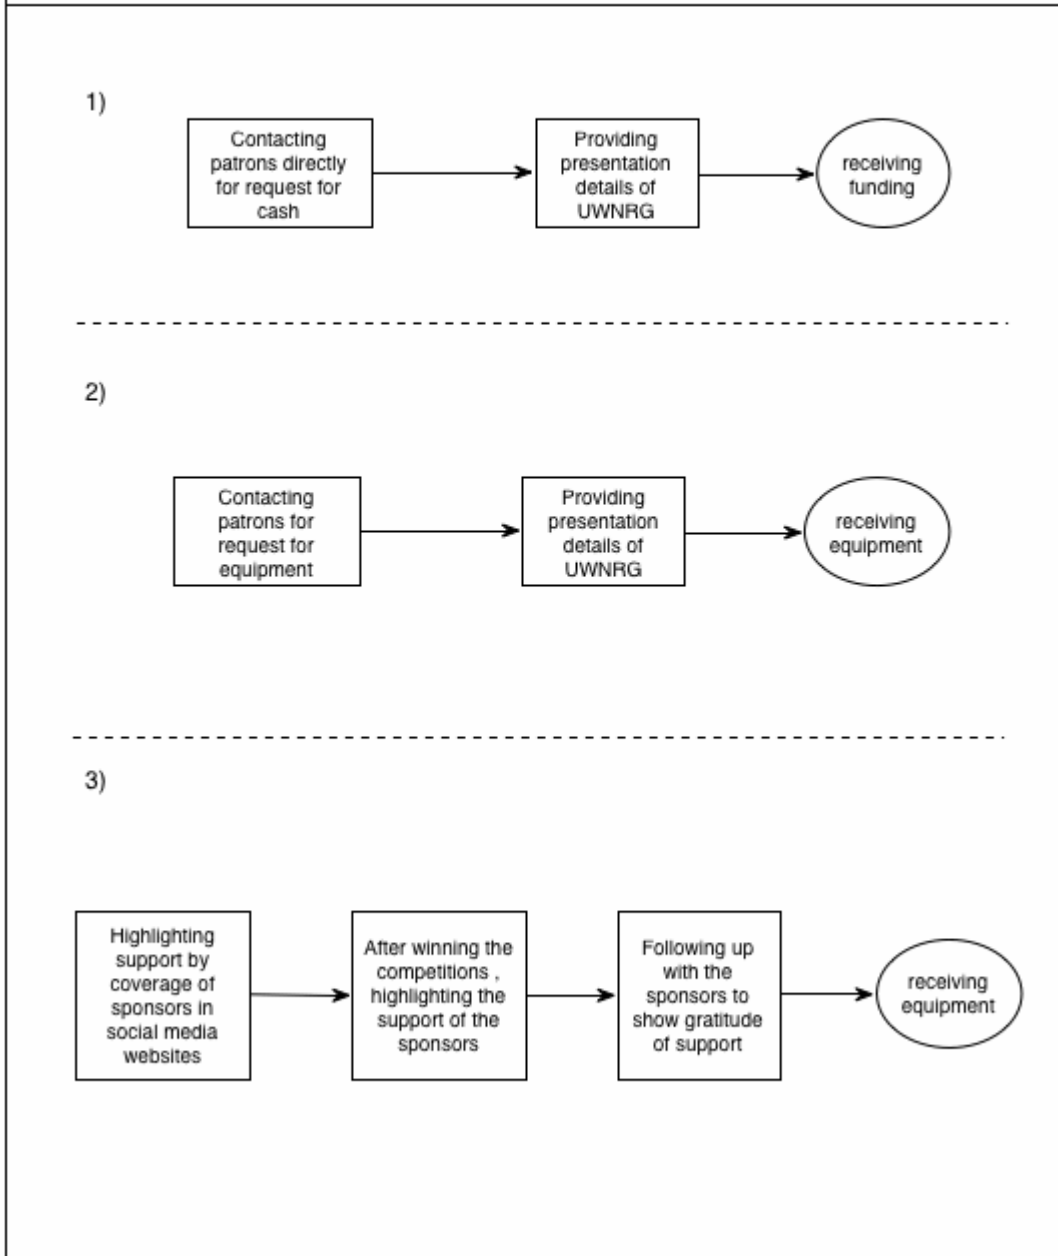 1)
Contacting
patrons directly
for request for
cash
Providing
presentation
details of
UWNRG
receiving
funding
2)
Contacting
patrons for
request for
equipment
Providing
presentation
details of
UWNRG
receiving
equipment
3)
Highlighting
support by
coverage of
sponsors in
social media
websites
After winning the
competitions ,
highlighting the
support of the
sponsors
Following up
with the
sponsors to
show gratitude
of support
receiving
equipment